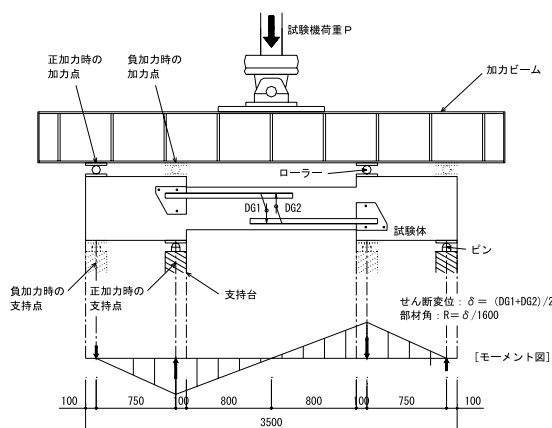 試験機荷重P
正加力時の
加力点
負加力時の
加力点
加力ビーム
ローラー
DG1
DG2
試験体
ピン
負加力時の
支持点
正加力時の
支持点
支持台
せん断変位：δ＝(DG1+DG2)/2
部材角：R＝δ/1600
[モーメント図]
100 750 100 800 800 100 750 100
3500